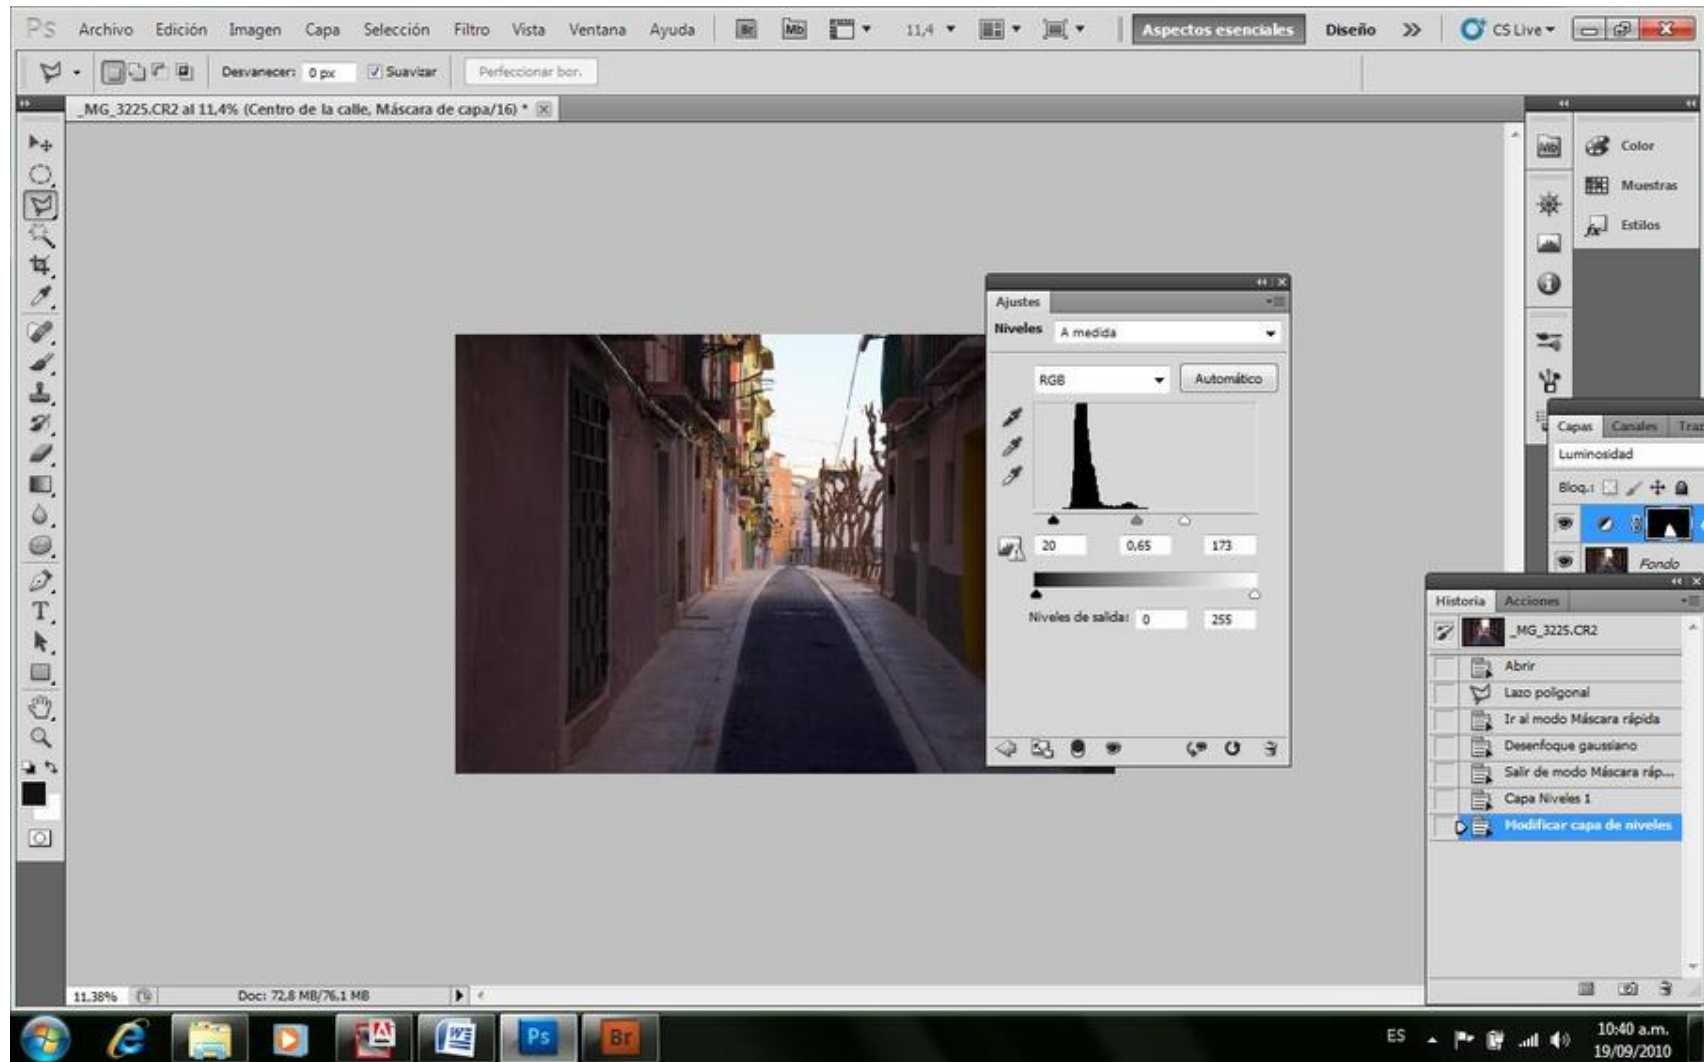 Ps Archivo Edición Imagen Capa Selección Filtro Vista Ventana Ayuda Br Mb 11,4 Aspectos esenciales Diseño CS Live
Desvanecer: 0 px Suavizar Perfeccionar bor.
_MG_3225.CR2 al 11,4% (Centro de la calle, Máscara de capa/16) *
Mb Color
Muestras
Estilos
Ajustes
Niveles A medida
RGB Automático
20 0,65 173
Niveles de salida: 0 255
Capas Canales Traz
Luminosidad
Bloq.:
Fondo
Historia Acciones
_MG_3225.CR2
Abrir
Lazo poligonal
Ir al modo Máscara rápida
Desenfoque gaussiano
Salir de modo Máscara ráp...
Capa Niveles 1
Modificar capa de niveles
11.38% Doc: 72,8 MB/76,1 MB
Ps Br ES 10:40 a.m.
19/09/2010